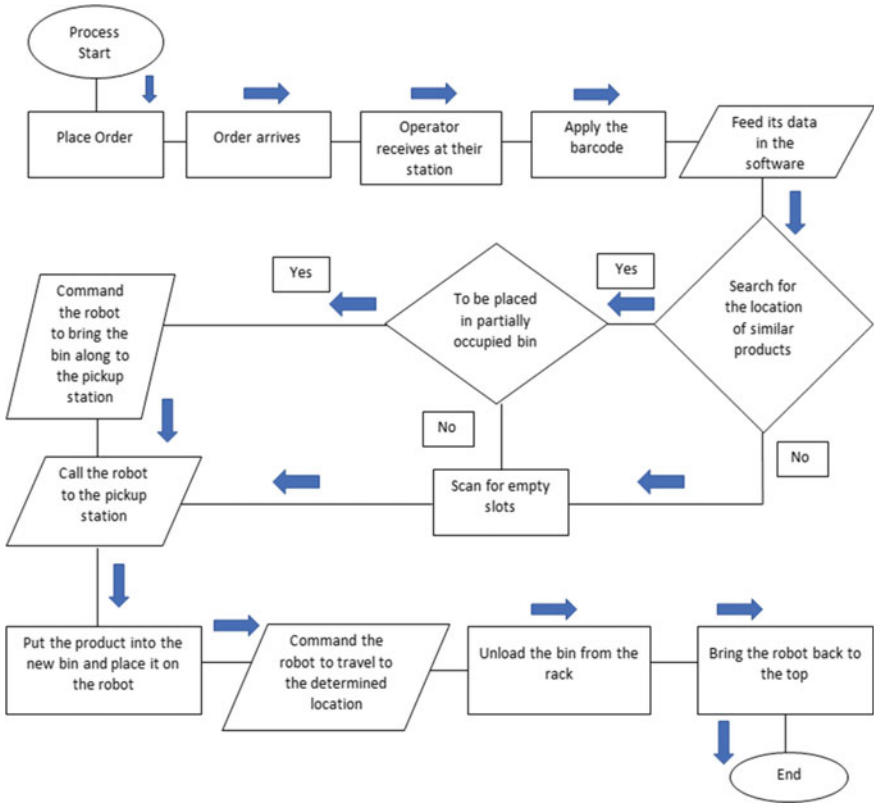 Process
Start
Place Order
Order arrives
Operator
receives at their
station
Apply the
barcode
Feed its data
in the
software
Search for
the location
of similar
products
Yes
To be placed
in partially
occupied bin
Yes
Command
the robot
to bring the
bin along to
the pickup
station
No
No
Scan for empty
slots
Call the robot
to the pickup
station
Put the product into the
new bin and place it on
the robot
Command the
robot to travel to
the determined
location
Unload the bin from the
rack
Bring the robot back to
the top
End